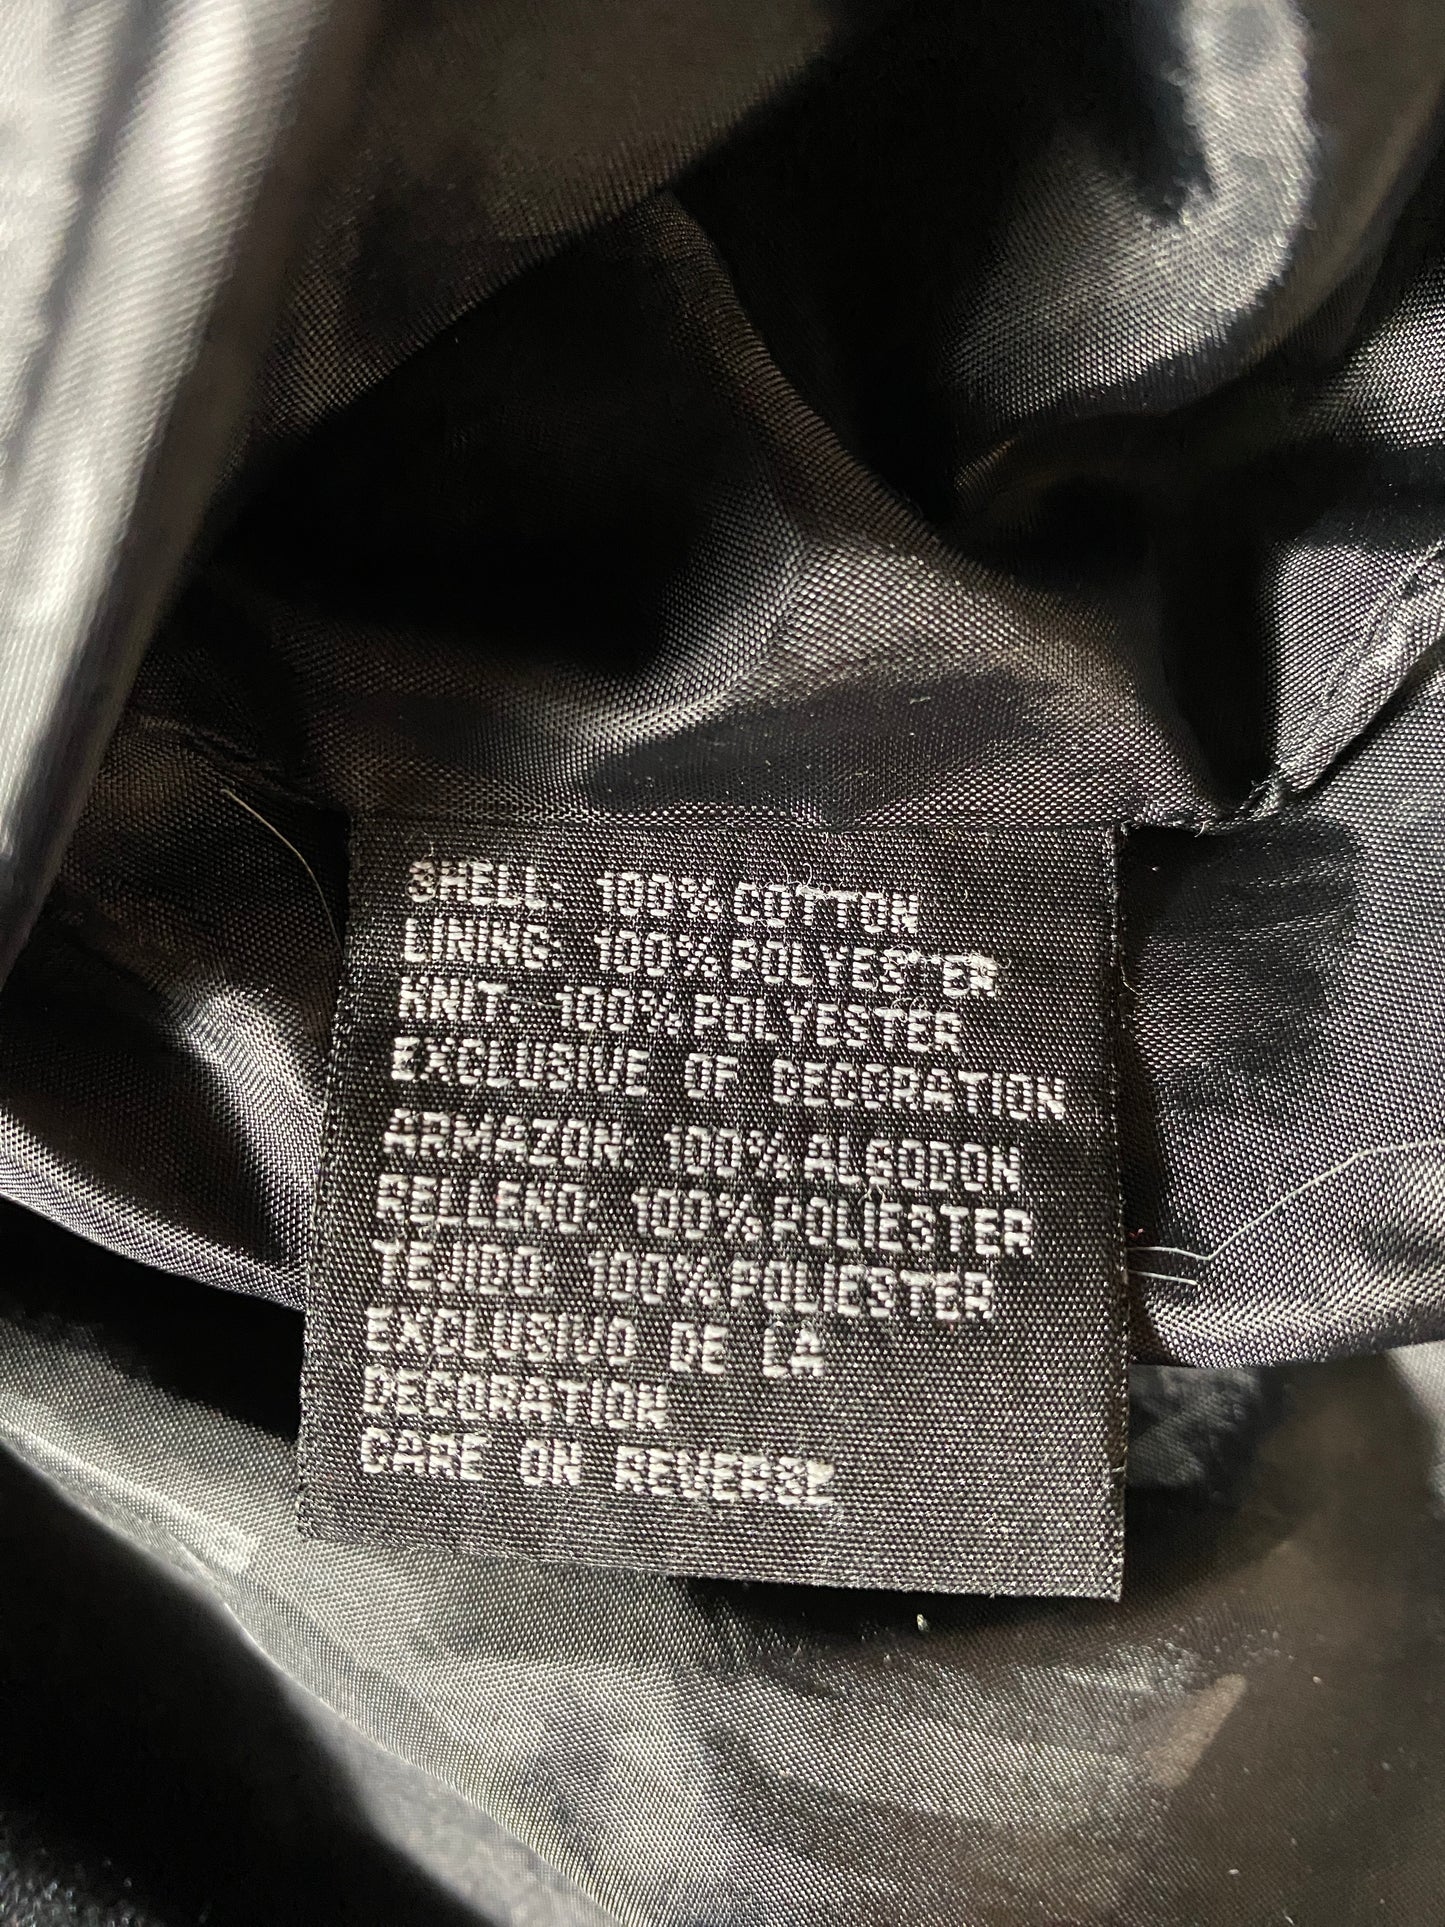 SHELL: 100% COTTON
LINING: 100% POLYESTER
KNIT: 100% POLYESTER
EXCLUSIVE OF DECORATION
ARMAZON: 100% ALGODON
RELLENO: 100% POLIESTER
TEJIDO: 100% POLIESTER
EXCLUSIVO DE LA
DECORATION
CARE ON REVERSE